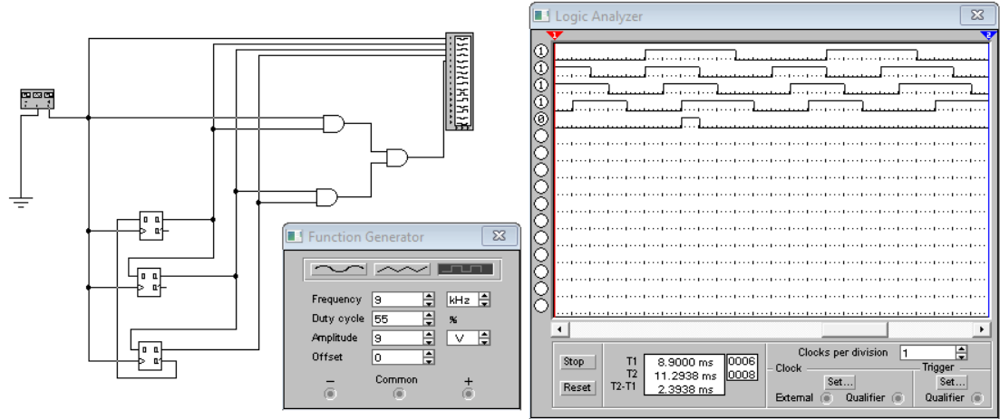 Logic Analyzer
1
2
1
1
1
1
0
Function Generator
Frequency 9 kHz
Duty cycle 55 %
Amplitude 9 V
Offset 0
Common
− +
Clocks per division 1
Stop
Reset
T1 8.9000 ms 0006
T2 11.2938 ms 0008
T2-T1 2.3938 ms
Clock
Set...
External Qualifier
Trigger
Set...
Qualifier